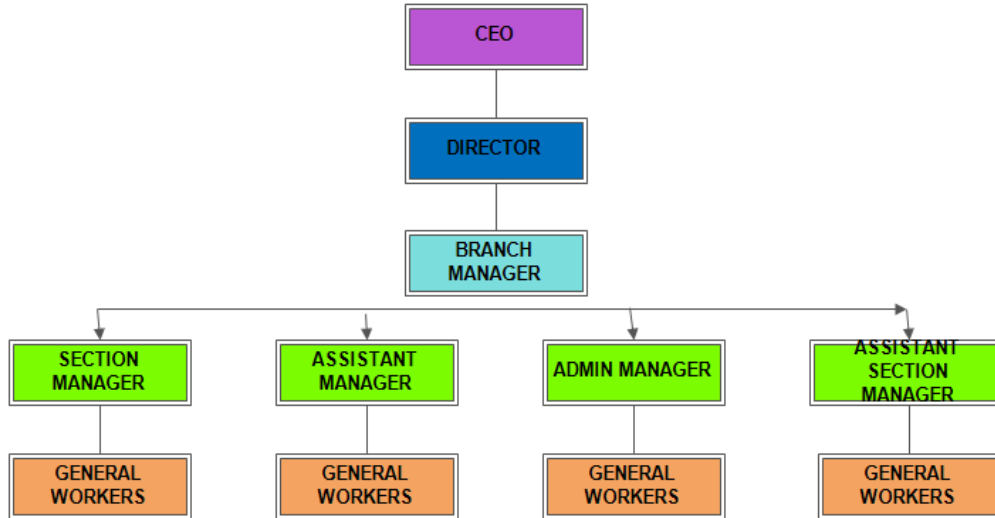 CEO
DIRECTOR
BRANCH
MANAGER
SECTION
MANAGER
ASSISTANT
MANAGER
ADMIN MANAGER
ASSISTANT
SECTION
MANAGER
GENERAL
WORKERS
GENERAL
WORKERS
GENERAL
WORKERS
GENERAL
WORKERS